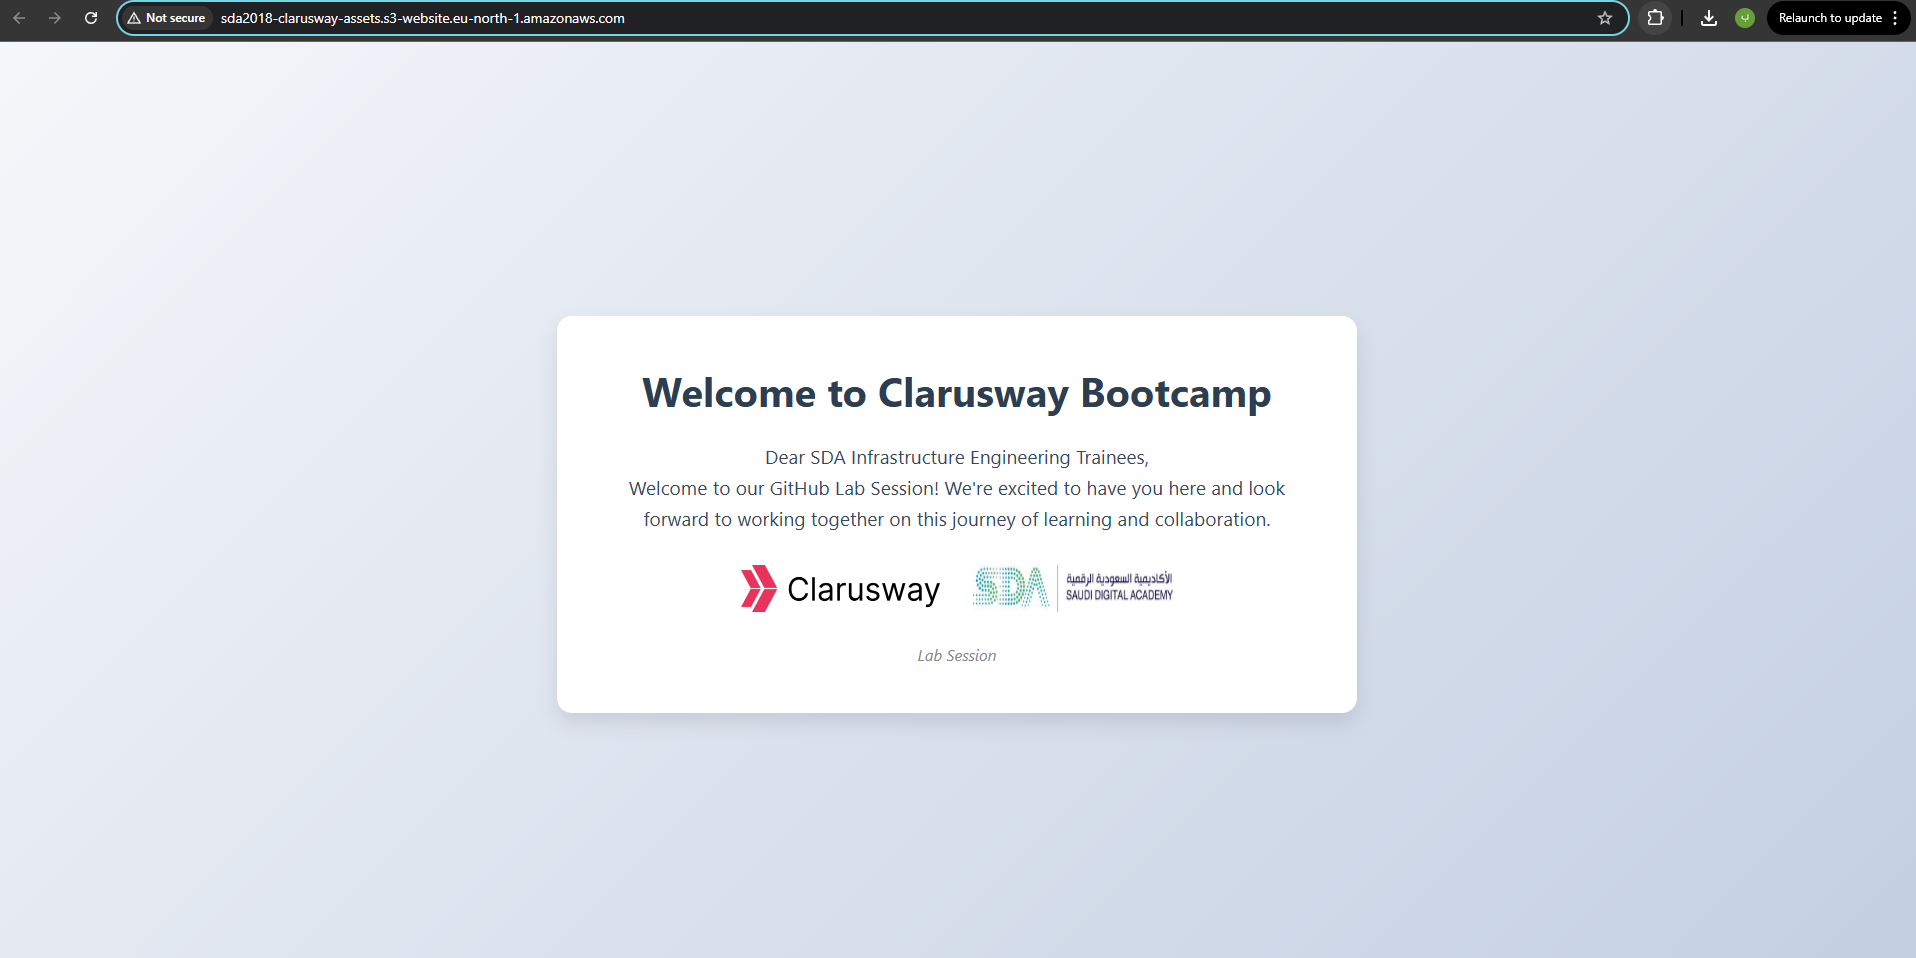 Not secure
sda2018-clarusway-assets.s3-website.eu-north-1.amazonaws.com
Relaunch to update
Welcome to Clarusway Bootcamp
Dear SDA Infrastructure Engineering Trainees,
Welcome to our GitHub Lab Session! We're excited to have you here and look
forward to working together on this journey of learning and collaboration.
Clarusway
SDA
الأكاديمية السعودية الرقمية
SAUDI DIGITAL ACADEMY
Lab Session